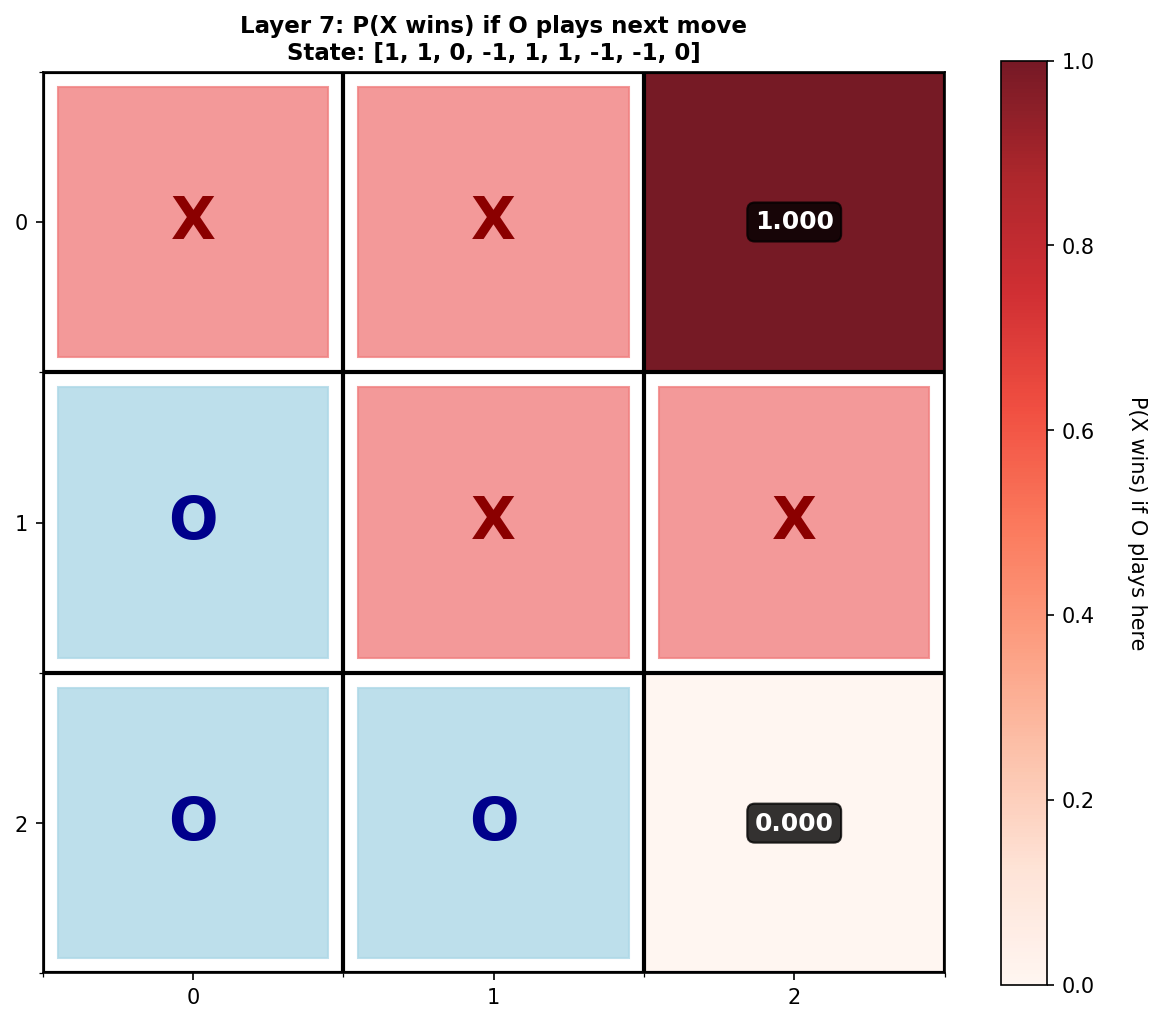 Layer 7: P(X wins) if O plays next move
State: [1, 1, 0, -1, 1, 1, -1, -1, 0]
1.0
0 X X 1.000
0.8
0.6
1 O X X
0.4
2 O O 0.000
0.2
0.0
0 1 2
P(X wins) if O plays here